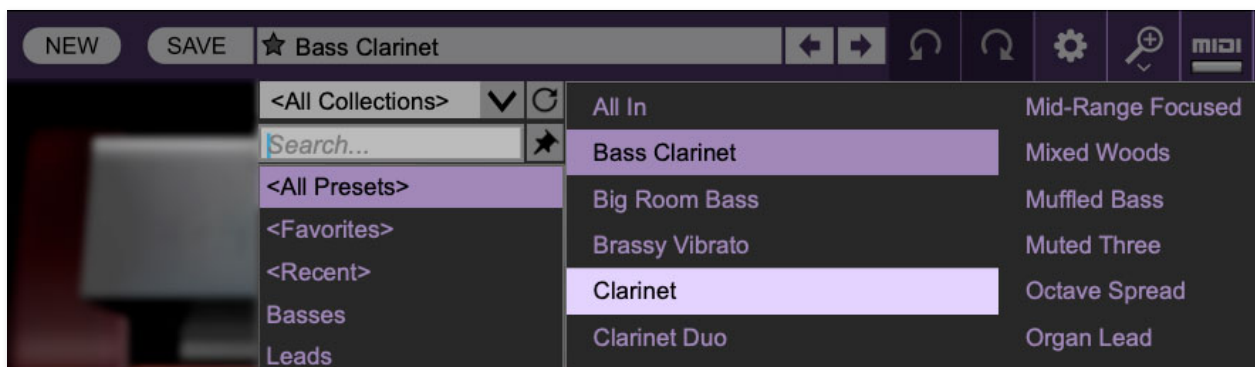 NEW
SAVE
Bass Clarinet
MIDI
<All Collections>
Search...
<All Presets>
<Favorites>
<Recent>
Basses
Leads
All In
Bass Clarinet
Big Room Bass
Brassy Vibrato
Clarinet
Clarinet Duo
Mid-Range Focused
Mixed Woods
Muffled Bass
Muted Three
Octave Spread
Organ Lead